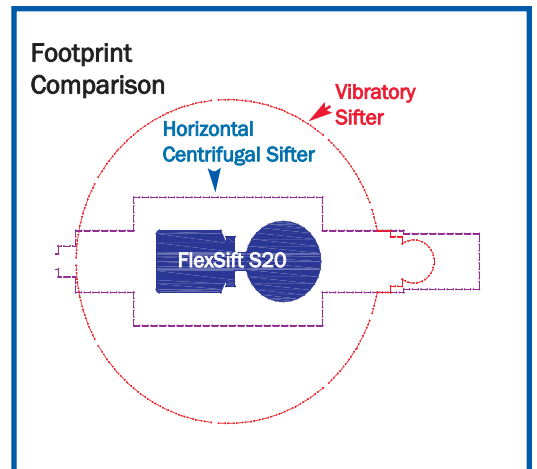 Footprint
Comparison
Vibratory
Sifter
Horizontal
Centrifugal Sifter
FlexSift S20